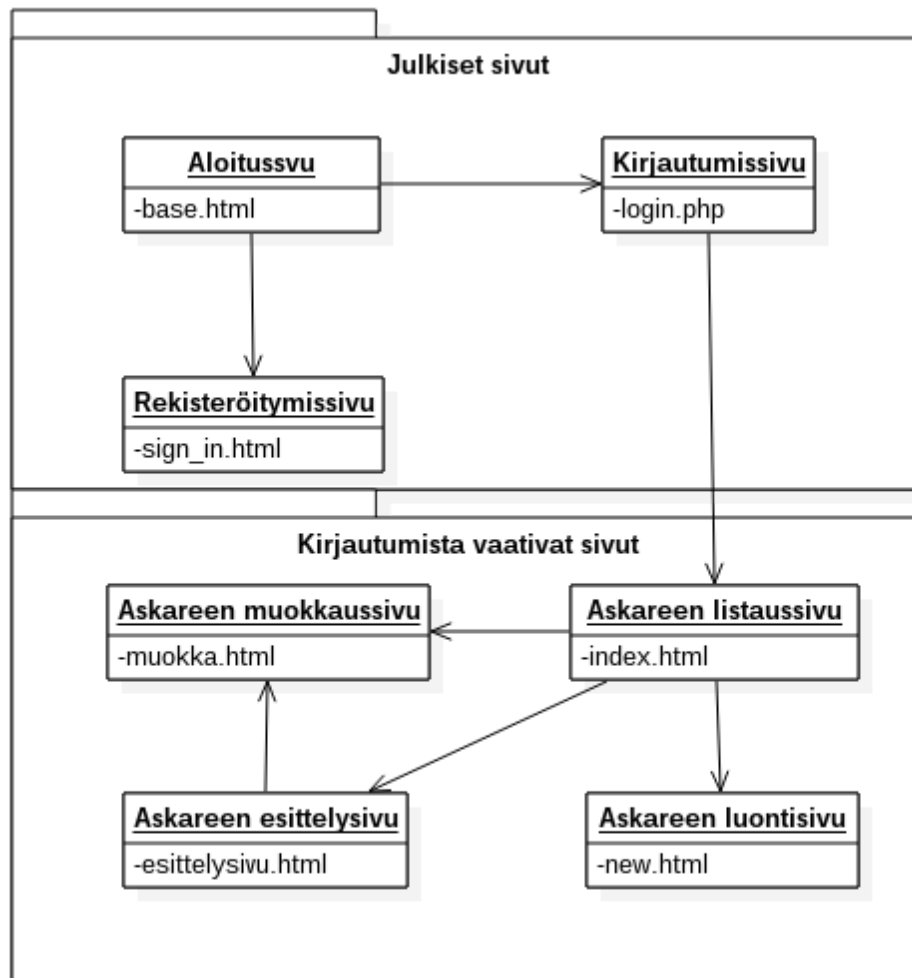 Julkiset sivut
Aloitussvu
-base.html
Kirjautumissivu
-login.php
Rekisteröitymissivu
-sign_in.html
Kirjautumista vaativat sivut
Askareen muokkaussivu
-muokka.html
Askareen listaussivu
-index.html
Askareen esittelysivu
-esittelysivu.html
Askareen luontisivu
-new.html